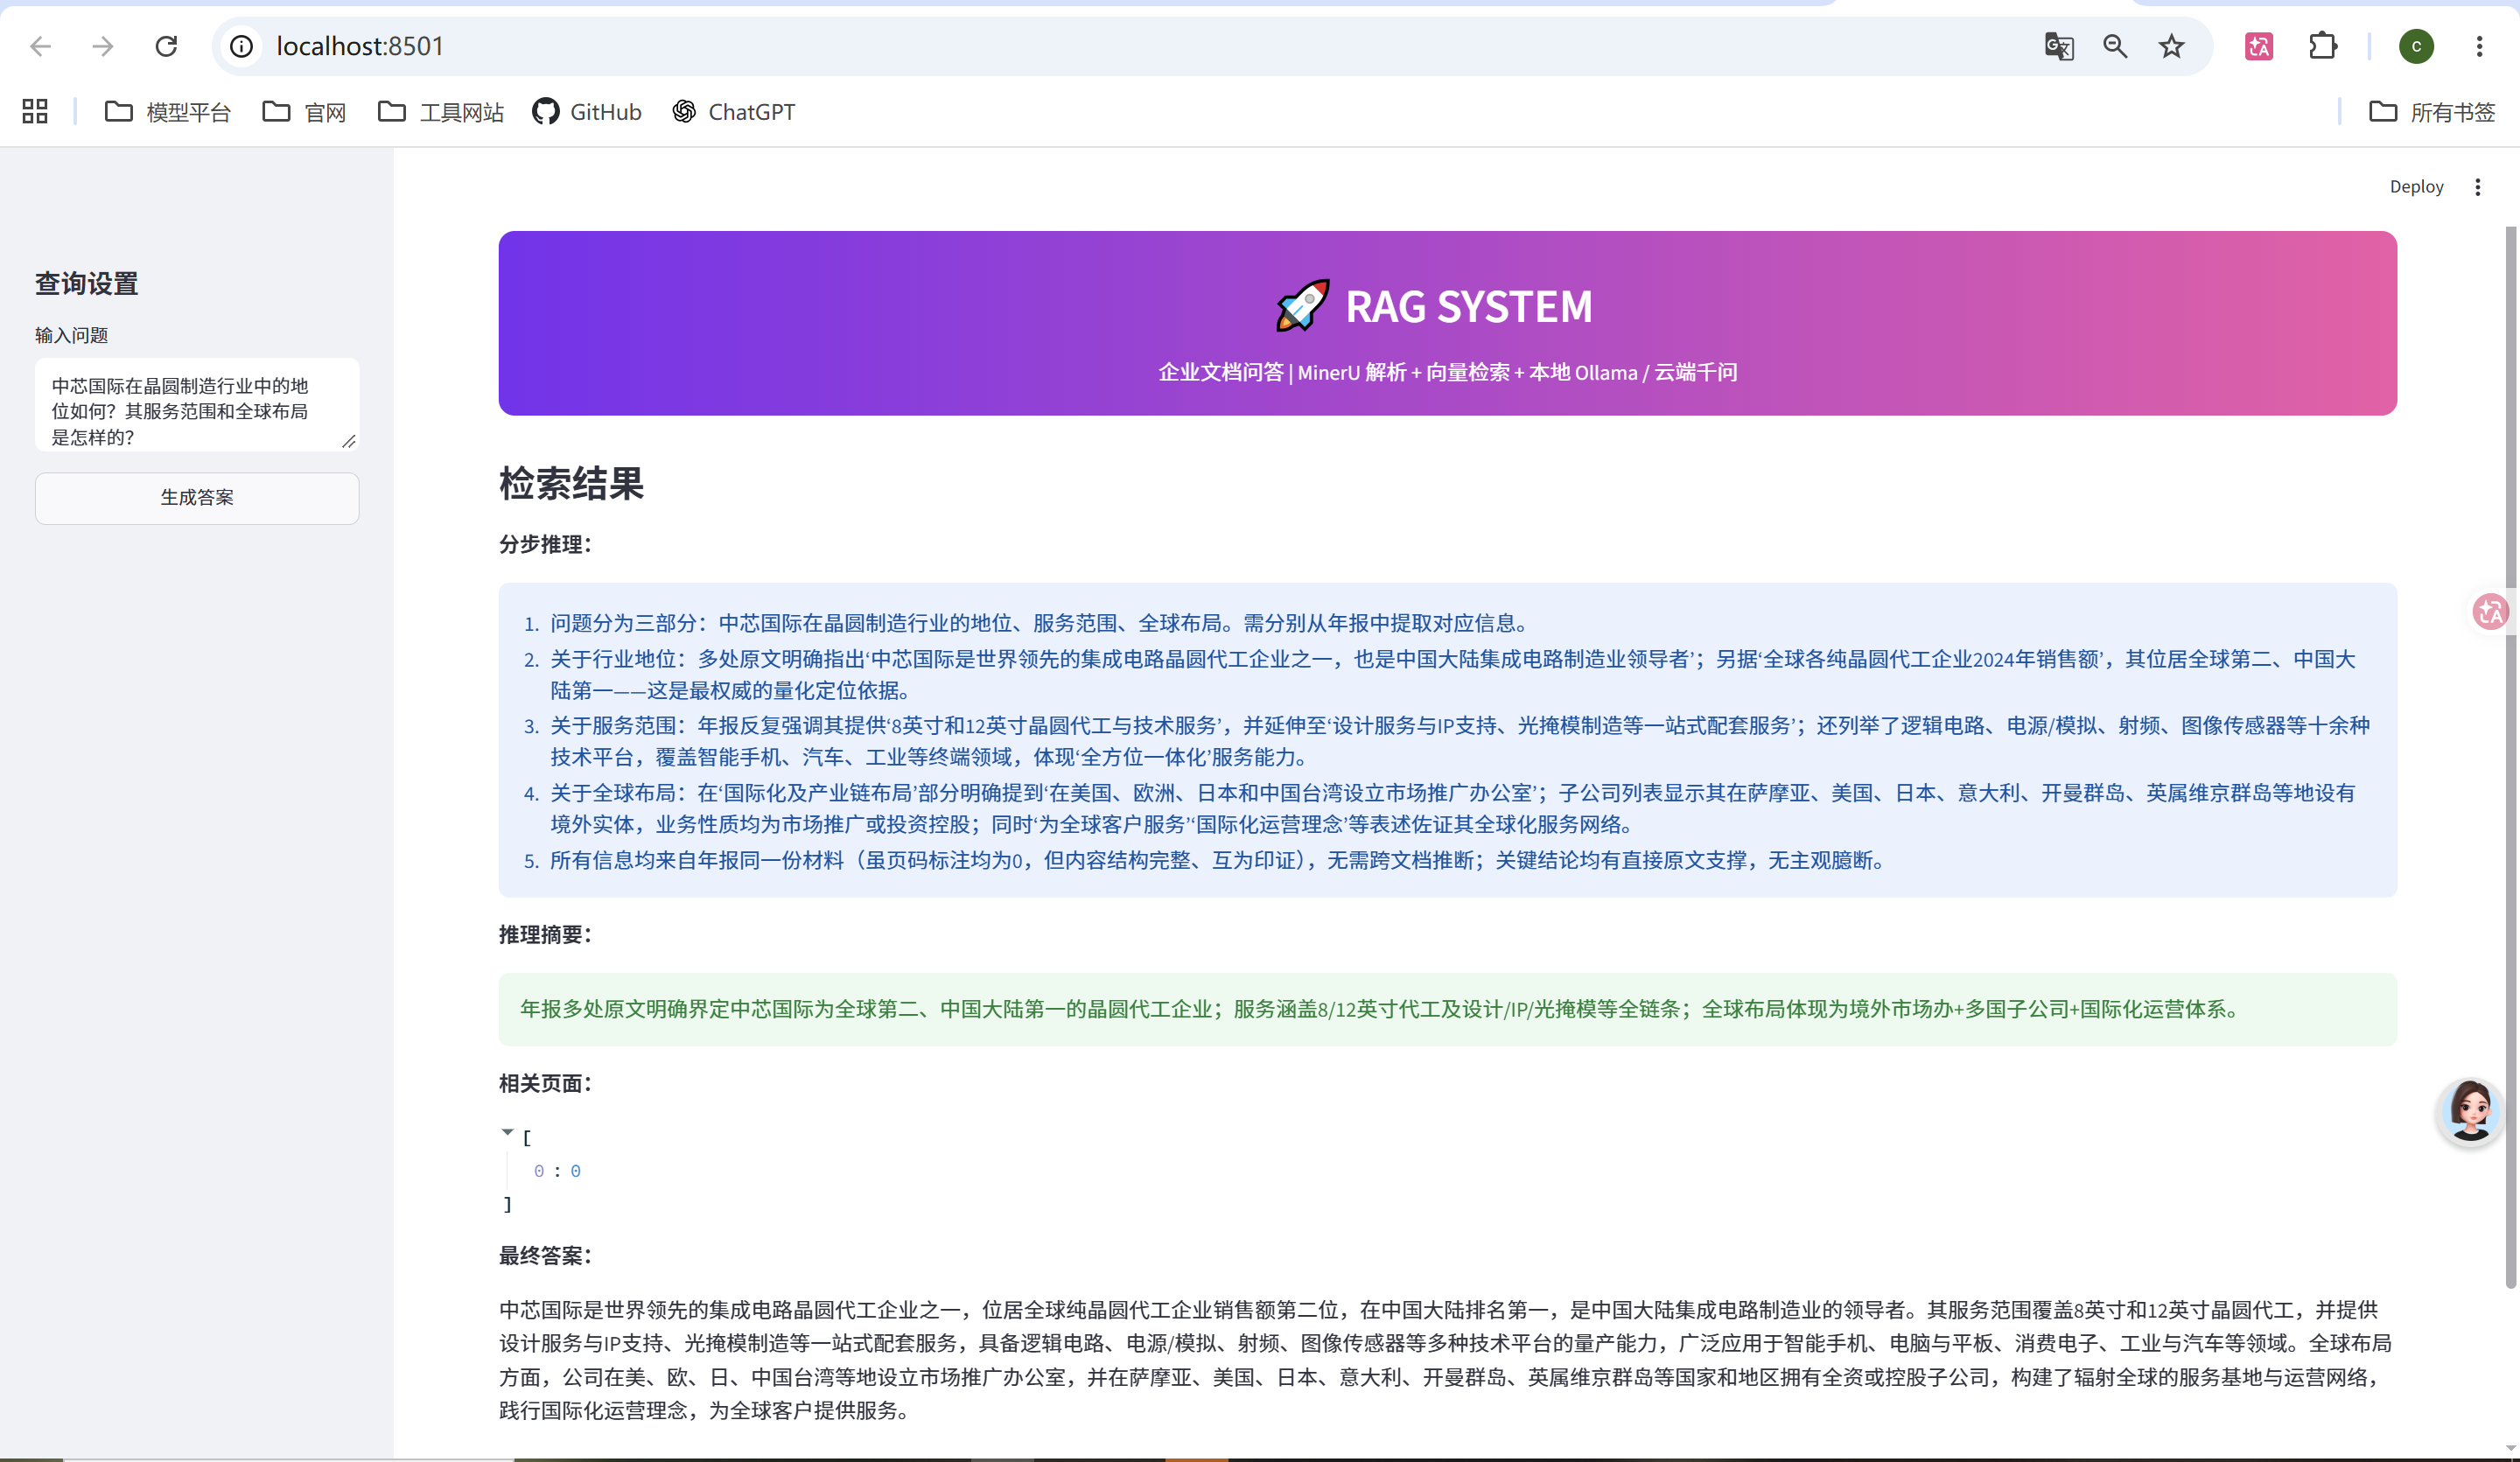 localhost:8501
C
模型平台
官网
工具网站
GitHub
ChatGPT
所有书签
Deploy
查询设置
输入问题
中芯国际在晶圆制造行业中的地
位如何？其服务范围和全球布局
是怎样的？
生成答案
RAG SYSTEM
企业文档问答 | MinerU 解析 + 向量检索 + 本地 Ollama / 云端千问
检索结果
分步推理：
1. 问题分为三部分：中芯国际在晶圆制造行业的地位、服务范围、全球布局。需分别从年报中提取对应信息。
2. 关于行业地位：多处原文明确指出‘中芯国际是世界领先的集成电路晶圆代工企业之一，也是中国大陆集成电路制造业领导者’；另据‘全球各纯晶圆代工企业2024年销售额’，其位居全球第二、中国大
陆第一——这是最权威的量化定位依据。
3. 关于服务范围：年报反复强调其提供‘8英寸和12英寸晶圆代工与技术服务’，并延伸至‘设计服务与IP支持、光掩模制造等一站式配套服务’；还列举了逻辑电路、电源/模拟、射频、图像传感器等十余种
技术平台，覆盖智能手机、汽车、工业等终端领域，体现‘全方位一体化’服务能力。
4. 关于全球布局：在‘国际化及产业链布局’部分明确提到‘在美国、欧洲、日本和中国台湾设立市场推广办公室’；子公司列表显示其在萨摩亚、美国、日本、意大利、开曼群岛、英属维京群岛等地设有
境外实体，业务性质均为市场推广或投资控股；同时‘为全球客户服务’‘国际化运营理念’等表述佐证其全球化服务网络。
5. 所有信息均来自年报同一份材料（虽页码标注均为0，但内容结构完整、互为印证），无需跨文档推断；关键结论均有直接原文支撑，无主观臆断。
推理摘要：
年报多处原文明确界定中芯国际为全球第二、中国大陆第一的晶圆代工企业；服务涵盖8/12英寸代工及设计/IP/光掩模等全链条；全球布局体现为境外市场办+多国子公司+国际化运营体系。
相关页面：
[
0 : 0
]
最终答案：
中芯国际是世界领先的集成电路晶圆代工企业之一，位居全球纯晶圆代工企业销售额第二位，在中国大陆排名第一，是中国大陆集成电路制造业的领导者。其服务范围覆盖8英寸和12英寸晶圆代工，并提供
设计服务与IP支持、光掩模制造等一站式配套服务，具备逻辑电路、电源/模拟、射频、图像传感器等多种技术平台的量产能力，广泛应用于智能手机、电脑与平板、消费电子、工业与汽车等领域。全球布局
方面，公司在美、欧、日、中国台湾等地设立市场推广办公室，并在萨摩亚、美国、日本、意大利、开曼群岛、英属维京群岛等国家和地区拥有全资或控股子公司，构建了辐射全球的服务基地与运营网络，
践行国际化运营理念，为全球客户提供服务。